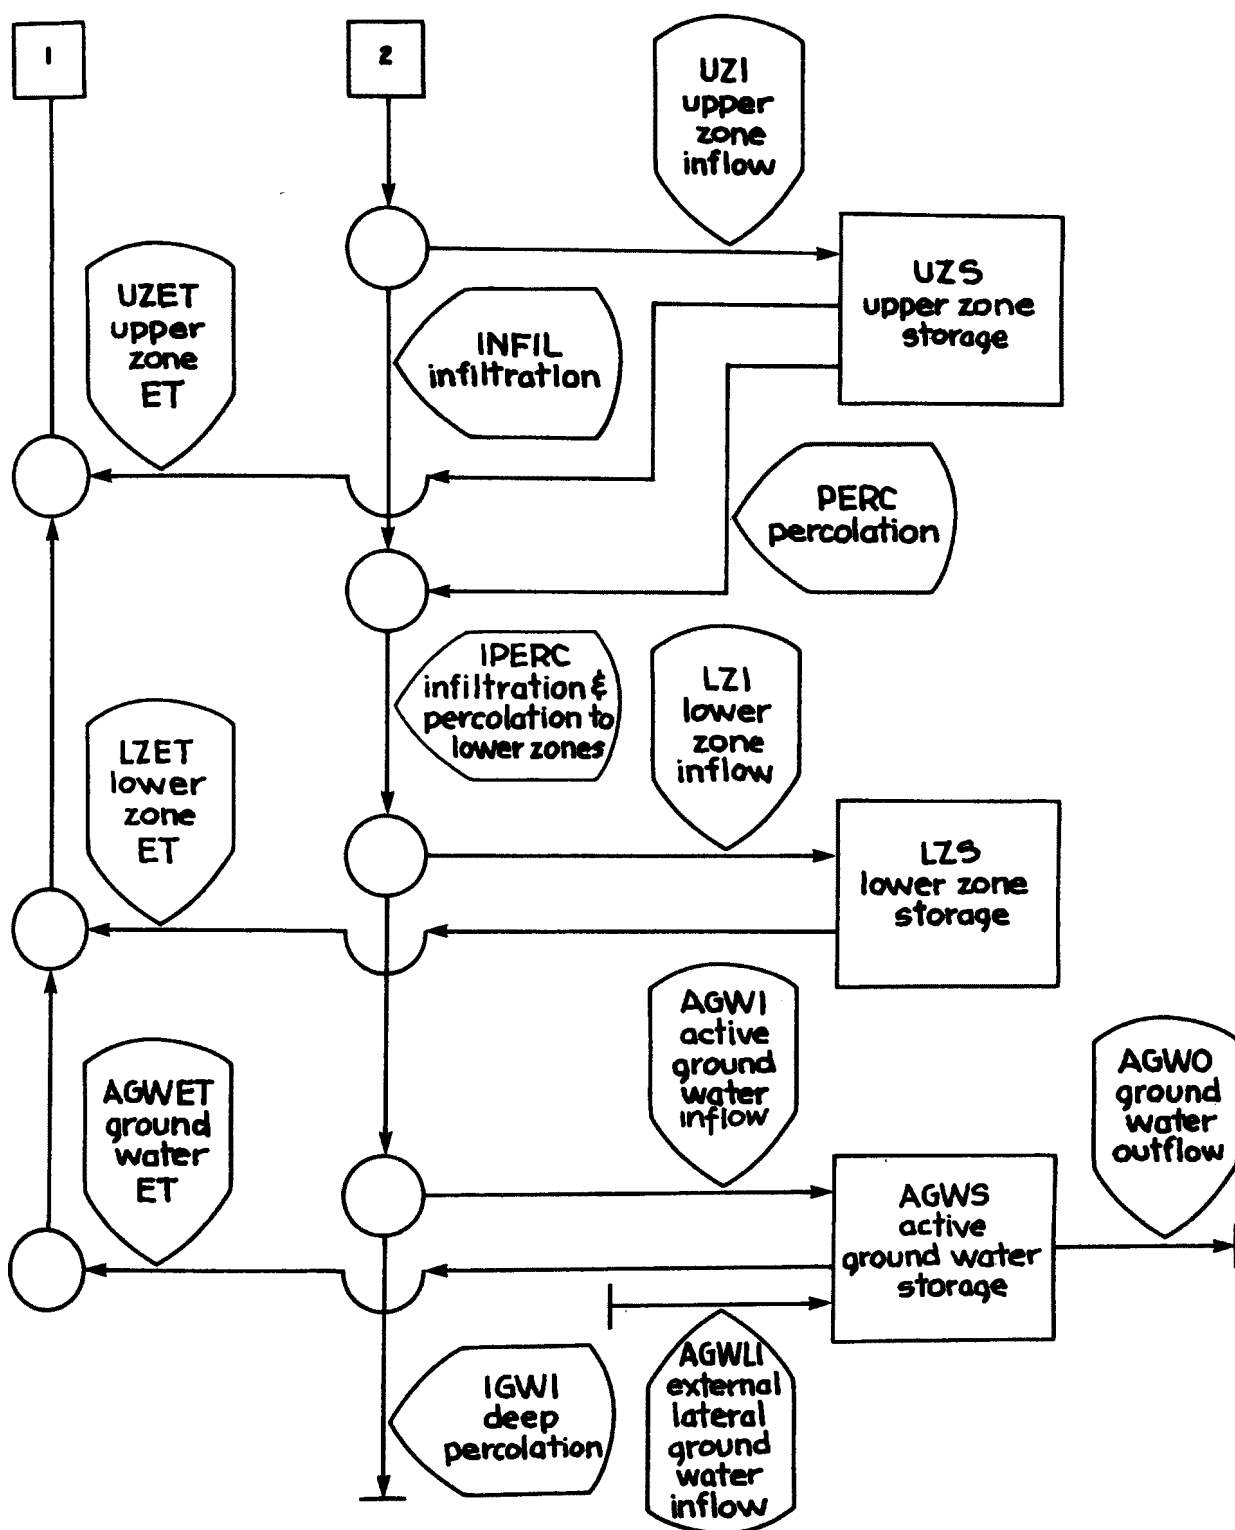 1
2
UZI
upper
zone
inflow
UZS
upper zone
storage
UZET
upper
zone
ET
INFIL
infiltration
PERC
percolation
IPERC
infiltration &
percolation to
lower zones
LZI
lower
zone
inflow
LZET
lower
zone
ET
LZS
lower zone
storage
AGWI
active
ground
water
inflow
AGWO
ground
water
outflow
AGWET
ground
water
ET
AGWS
active
ground water
storage
IGWI
deep
percolation
AGWLI
external
lateral
ground
water
inflow